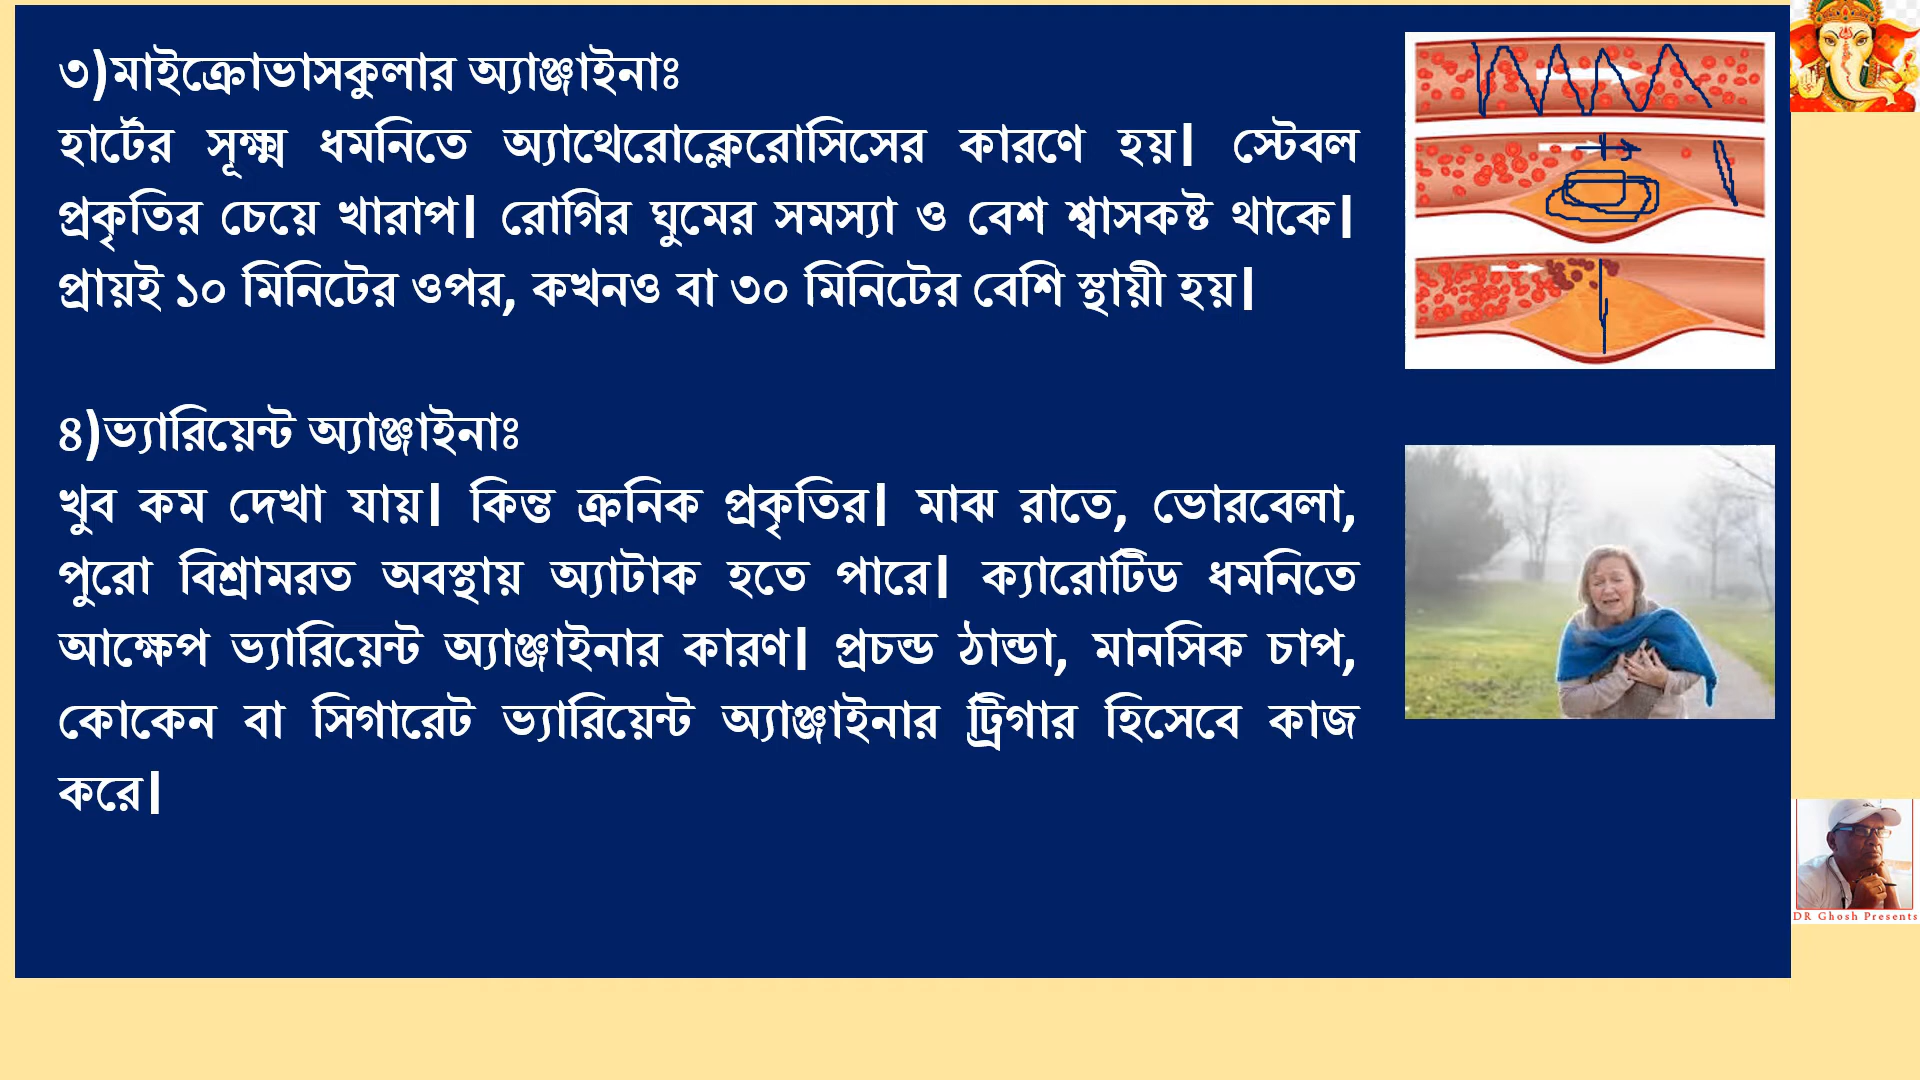 ৩)মাইক্রোভাসকুলার অ্যাঞ্জাইনাঃ
হার্টের সূক্ষ্ম ধমনিতে অ্যাথেরোক্লেরোসিসের কারণে হয়। স্টেবল
প্রকৃতির চেয়ে খারাপ। রোগির ঘুমের সমস্যা ও বেশ শ্বাসকষ্ট থাকে।
প্রায়ই ১০ মিনিটের ওপর, কখনও বা ৩০ মিনিটের বেশি স্থায়ী হয়।
৪)ভ্যারিয়েন্ট অ্যাঞ্জাইনাঃ
খুব কম দেখা যায়। কিন্ত ক্রনিক প্রকৃতির। মাঝ রাতে, ভোরবেলা,
পুরো বিশ্রামরত অবস্থায় অ্যাটাক হতে পারে। ক্যারোটিড ধমনিতে
আক্ষেপ ভ্যারিয়েন্ট অ্যাঞ্জাইনার কারণ। প্রচন্ড ঠান্ডা, মানসিক চাপ,
কোকেন বা সিগারেট ভ্যারিয়েন্ট অ্যাঞ্জাইনার ট্রিগার হিসেবে কাজ
করে।
DR Ghosh Presents